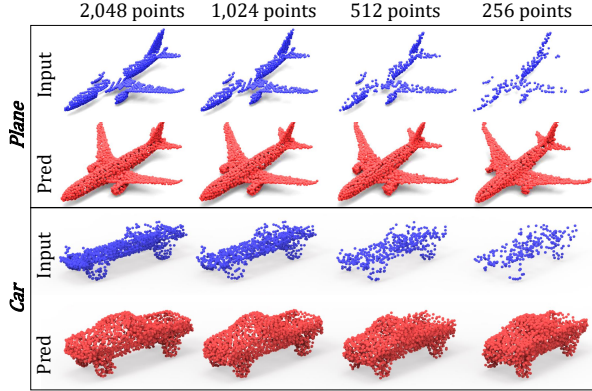 2,048 points 1,024 points 512 points 256 points
Plane
Input
Pred
Car
Input
Pred